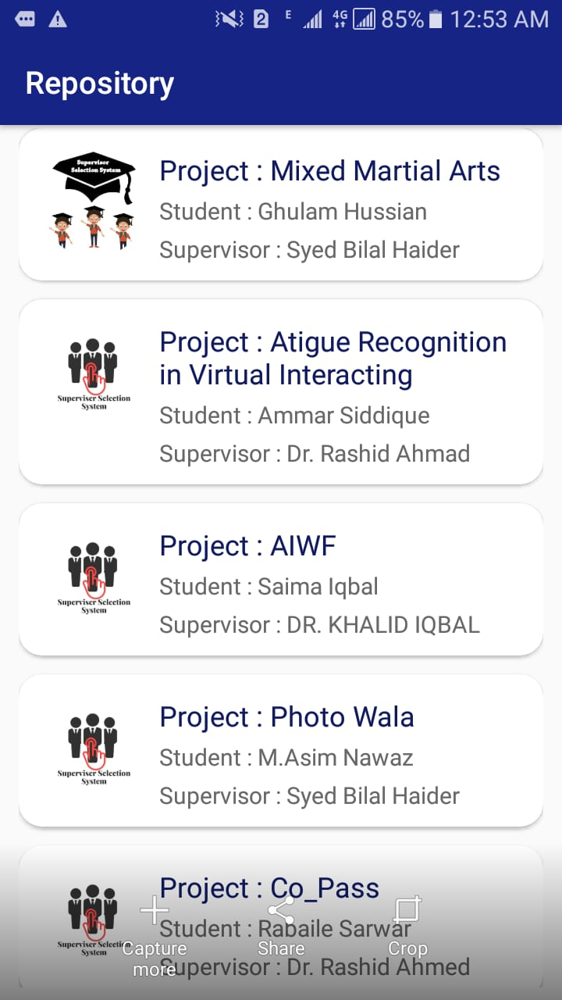 2 E 4G 85% 12:53 AM
Repository
Supervisor
Selection System
Project : Mixed Martial Arts
Student : Ghulam Hussian
Supervisor : Syed Bilal Haider
Superviser Selection
System
Project : Atigue Recognition
in Virtual Interacting
Student : Ammar Siddique
Supervisor : Dr. Rashid Ahmad
Superviser Selection
System
Project : AIWF
Student : Saima Iqbal
Supervisor : DR. KHALID IQBAL
Superviser Selection
System
Project : Photo Wala
Student : M.Asim Nawaz
Supervisor : Syed Bilal Haider
Superviser Selection
System
Project : Co_Pass
Student : Rabaile Sarwar
Supervisor : Dr. Rashid Ahmed
Capture
more
Share
Crop